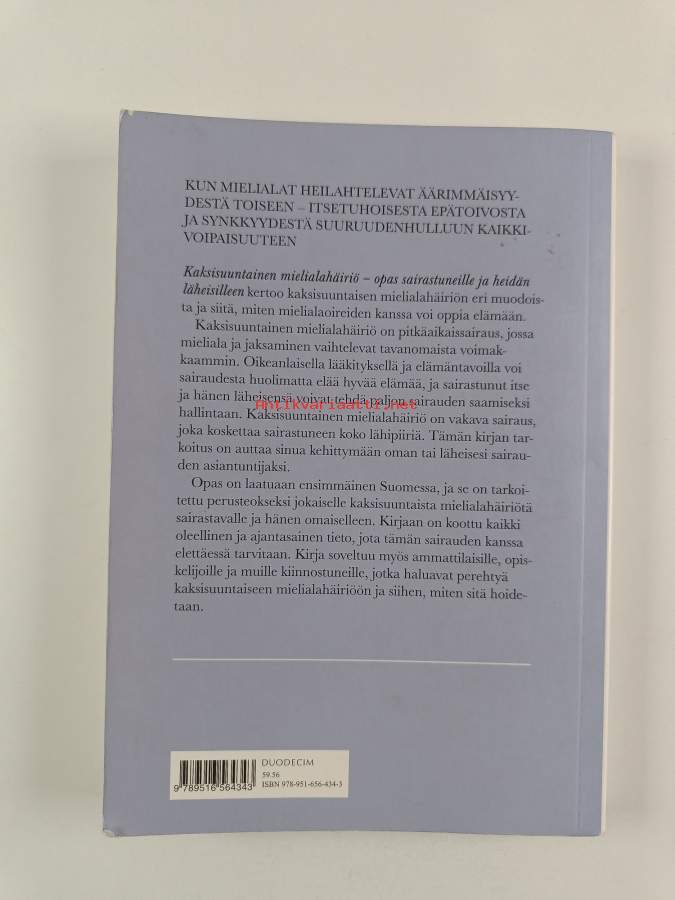 KUN MIELIALAT HEILAHTELEVAT ÄÄRIMMÄISYY-
DESTÄ TOISEEN – ITSETUHOISESTA EPÄTOIVOSTA
JA SYNKKYYDESTÄ SUURUUDENHULLUUN KAIKKI-
VOIPAISUUTEEN
Kaksisuuntainen mielialahäiriö – opas sairastuneille ja heidän
läheisilleen kertoo kaksisuuntaisen mielialahäiriön eri muodois-
ta ja siitä, miten mielialaoireiden kanssa voi oppia elämään.
Kaksisuuntainen mielialahäiriö on pitkäaikaissairaus, jossa
mieliala ja jaksaminen vaihtelevat tavanomaista voimak-
kaammin. Oikeanlaisella lääkityksellä ja elämäntavoilla voi
sairaudesta huolimatta elää hyvää elämää, ja sairastunut itse
ja hänen läheisensä voivat tehdä paljon sairauden saamiseksi
Antikvariaatti.net
hallintaan. Kaksisuuntainen mielialahäiriö on vakava sairaus,
joka koskettaa sairastuneen koko lähipiiriä. Tämän kirjan tar-
koitus on auttaa sinua kehittymään oman tai läheisesi sairau-
den asiantuntijaksi.
Opas on laatuaan ensimmäinen Suomessa, ja se on tarkoi-
tettu perusteokseksi jokaiselle kaksisuuntaista mielialahäiriötä
sairastavalle ja hänen omaiselleen. Kirjaan on koottu kaikki
oleellinen ja ajantasainen tieto, jota tämän sairauden kanssa
elettäessä tarvitaan. Kirja soveltuu myös ammattilaisille, opis-
kelijoille ja muille kiinnostuneille, jotka haluavat perehtyä
kaksisuuntaiseen mielialahäiriöön ja siihen, miten sitä hoide-
taan.
DUODECIM
59.56
ISBN 978-951-656-434-3
9 789516 564343